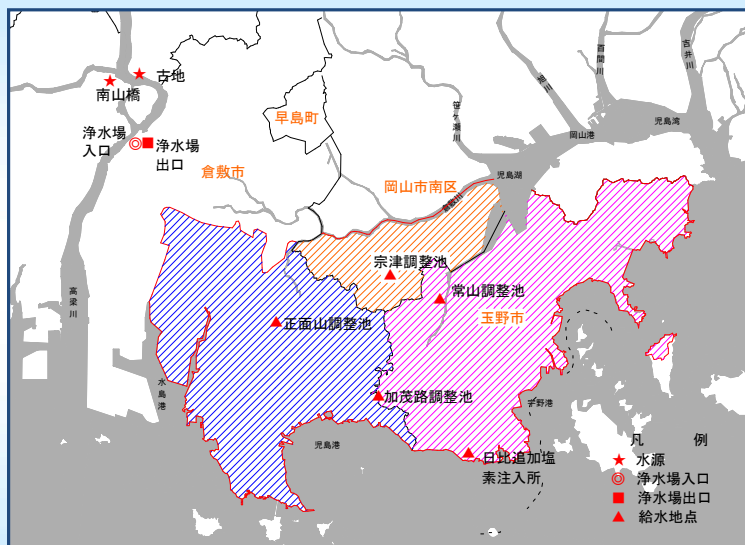 古地
南山橋
浄水場
入口
浄水場
出口
早島町
倉敷市
岡山市南区
笹ヶ瀬川
旭川
百間川
吉井川
岡山港
児島湾
児島湖
倉敷川
宗津調整池
常山調整池
玉野市
正面山調整池
高梁川
水島港
加茂路調整池
宇野港
児島港
日比追加塩
素注入所
凡 例
水源
浄水場入口
浄水場出口
給水地点